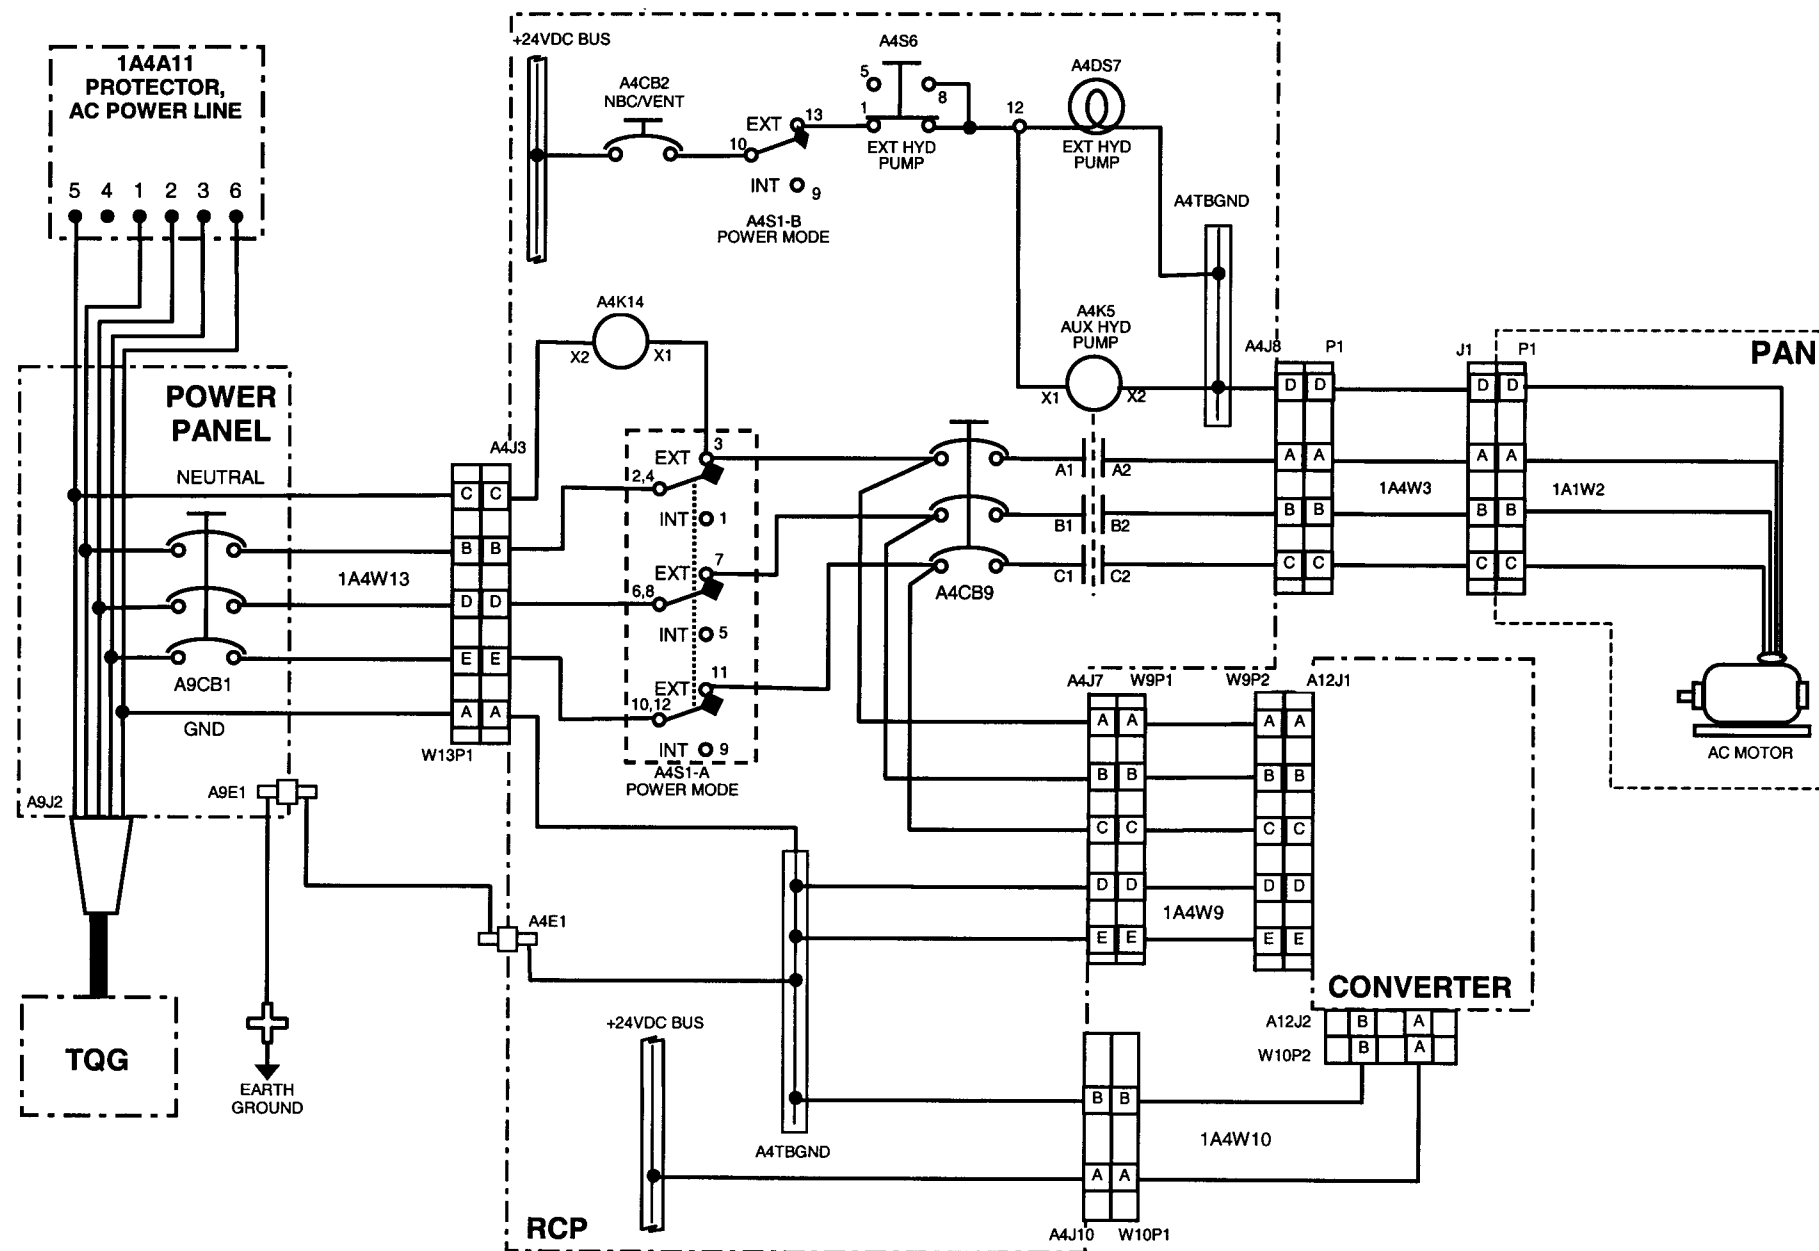 +24VDC BUS
1A4A11
PROTECTOR,
AC POWER LINE
5 4 1 2 3 6
A4CB2
NBC/VENT
A4S6
5
8
1
EXT HYD
PUMP
EXT
13
10
INT
9
A4S1-B
POWER MODE
12
A4DS7
EXT HYD
PUMP
A4TBGND
A4K14
X2 X1
A4K5
AUX HYD
PUMP
X1 X2
A4J8 P1
J1 P1
PAN
D D
D D
A A
A A
B B
B B
C C
C C
1A4W3
1A1W2
AC MOTOR
POWER
PANEL
NEUTRAL
1A4W13
A9CB1
GND
A9J2
A9E1
A4J3
C C
B B
D D
E E
A A
W13P1
EXT
3
2,4
INT
1
EXT
7
6,8
INT
5
EXT
11
10,12
INT
9
A4S1-A
POWER MODE
A4CB9
A1 A2
B1 B2
C1 C2
A4J7 W9P1 W9P2 A12J1
A A A A
B B B B
C C C C
D D D D
1A4W9
E E E E
CONVERTER
A12J2 B A
W10P2 B A
A4E1
TQG
EARTH
GROUND
+24VDC BUS
A4TBGND
B B
1A4W10
A A
A4J10 W10P1
RCP